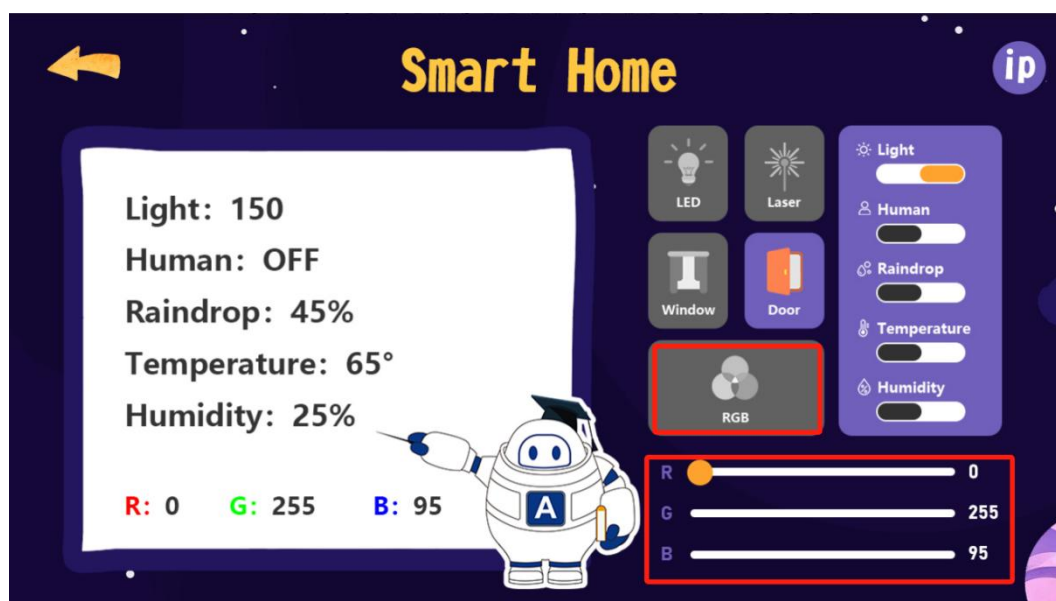 Smart Home
ip
Light: 150
Human: OFF
Raindrop: 45%
Temperature: 65°
Humidity: 25%
R: 0 G: 255 B: 95
A
LED
Laser
Window
Door
RGB
Light
Human
Raindrop
Temperature
Humidity
R 0
G 255
B 95